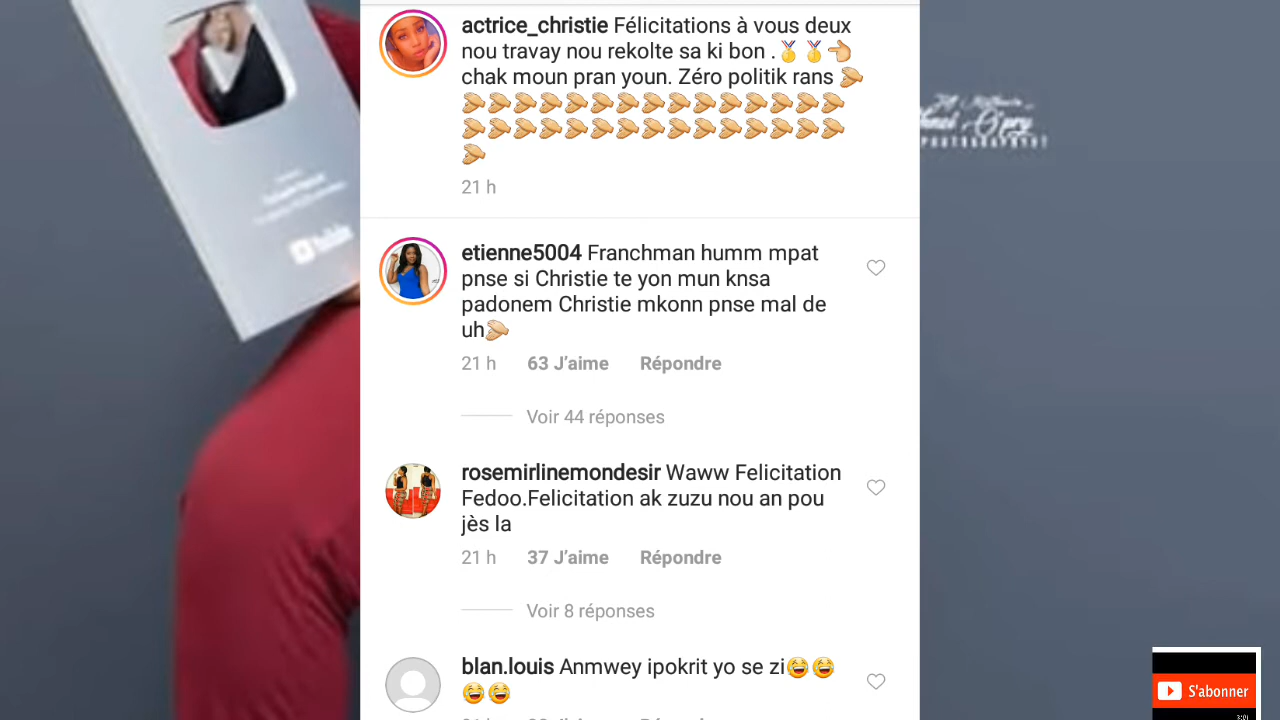 actrice_christie Félicitations à vous deux
nou travay nou rekolte sa ki bon .🥇🥇👈
chak moun pran youn. Zéro politik rans 👏
👏👏👏👏👏👏👏👏👏👏👏👏👏👏👏
👏👏👏👏👏👏👏👏👏👏👏👏👏👏👏
👏
21 h
etienne5004 Franchman humm mpat
pnse si Christie te yon mun knsa
padonem Christie mkonn pnse mal de
uh👏
21 h 63 J'aime Répondre
Voir 44 réponses
rosemirlinemondesir Waww Felicitation
Fedoo.Felicitation ak zuzu nou an pou
jès la
21 h 37 J'aime Répondre
Voir 8 réponses
blan.louis Anmwey ipokrit yo se zi😂😂
😂😂
S'abonner
3:01